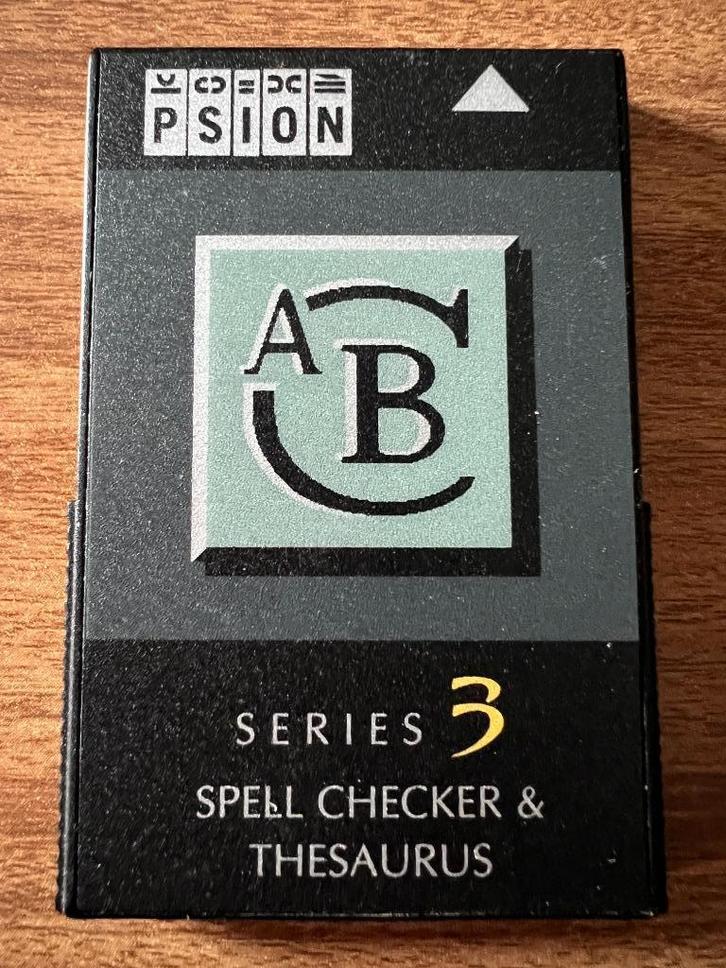 PSION
A C
B
SERIES 3
SPELL CHECKER &
THESAURUS